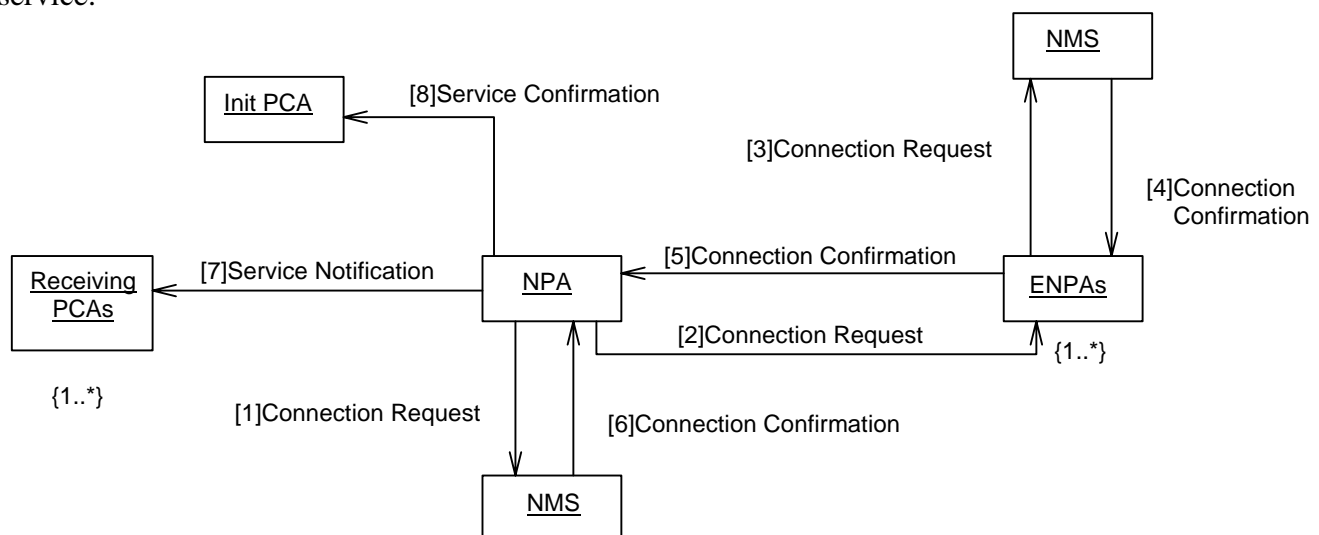 service.
NMS
Init PCA
[8]Service Confirmation
[3]Connection Request
[4]Connection
Confirmation
[5]Connection Confirmation
[7]Service Notification
Receiving
PCAs
NPA
ENPAs
[2]Connection Request
{1..*}
{1..*}
[1]Connection Request
[6]Connection Confirmation
NMS